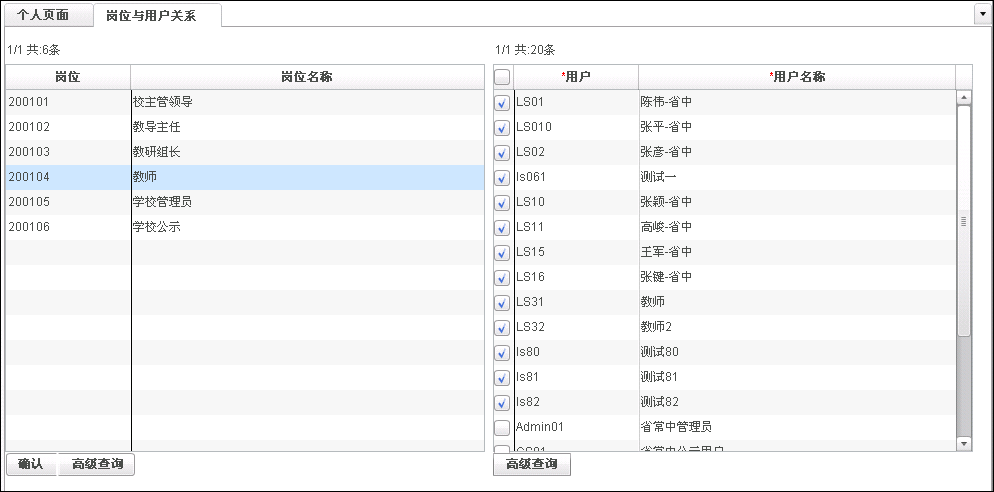 个人页面 岗位与用户关系
1/1 共:6条
岗位 岗位名称
200101 校主管领导
200102 教导主任
200103 教研组长
200104 教师
200105 学校管理员
200106 学校公示
确认 高级查询
1/1 共:20条
*用户 *用户名称
LS01 陈伟-省中
LS010 张平-省中
LS02 张彦-省中
ls061 测试一
LS10 张颖-省中
LS11 高峻-省中
LS15 王军-省中
LS16 张键-省中
LS31 教师
LS32 教师2
ls80 测试80
ls81 测试81
ls82 测试82
Admin01 省常中管理员
省常中公示用户
高级查询